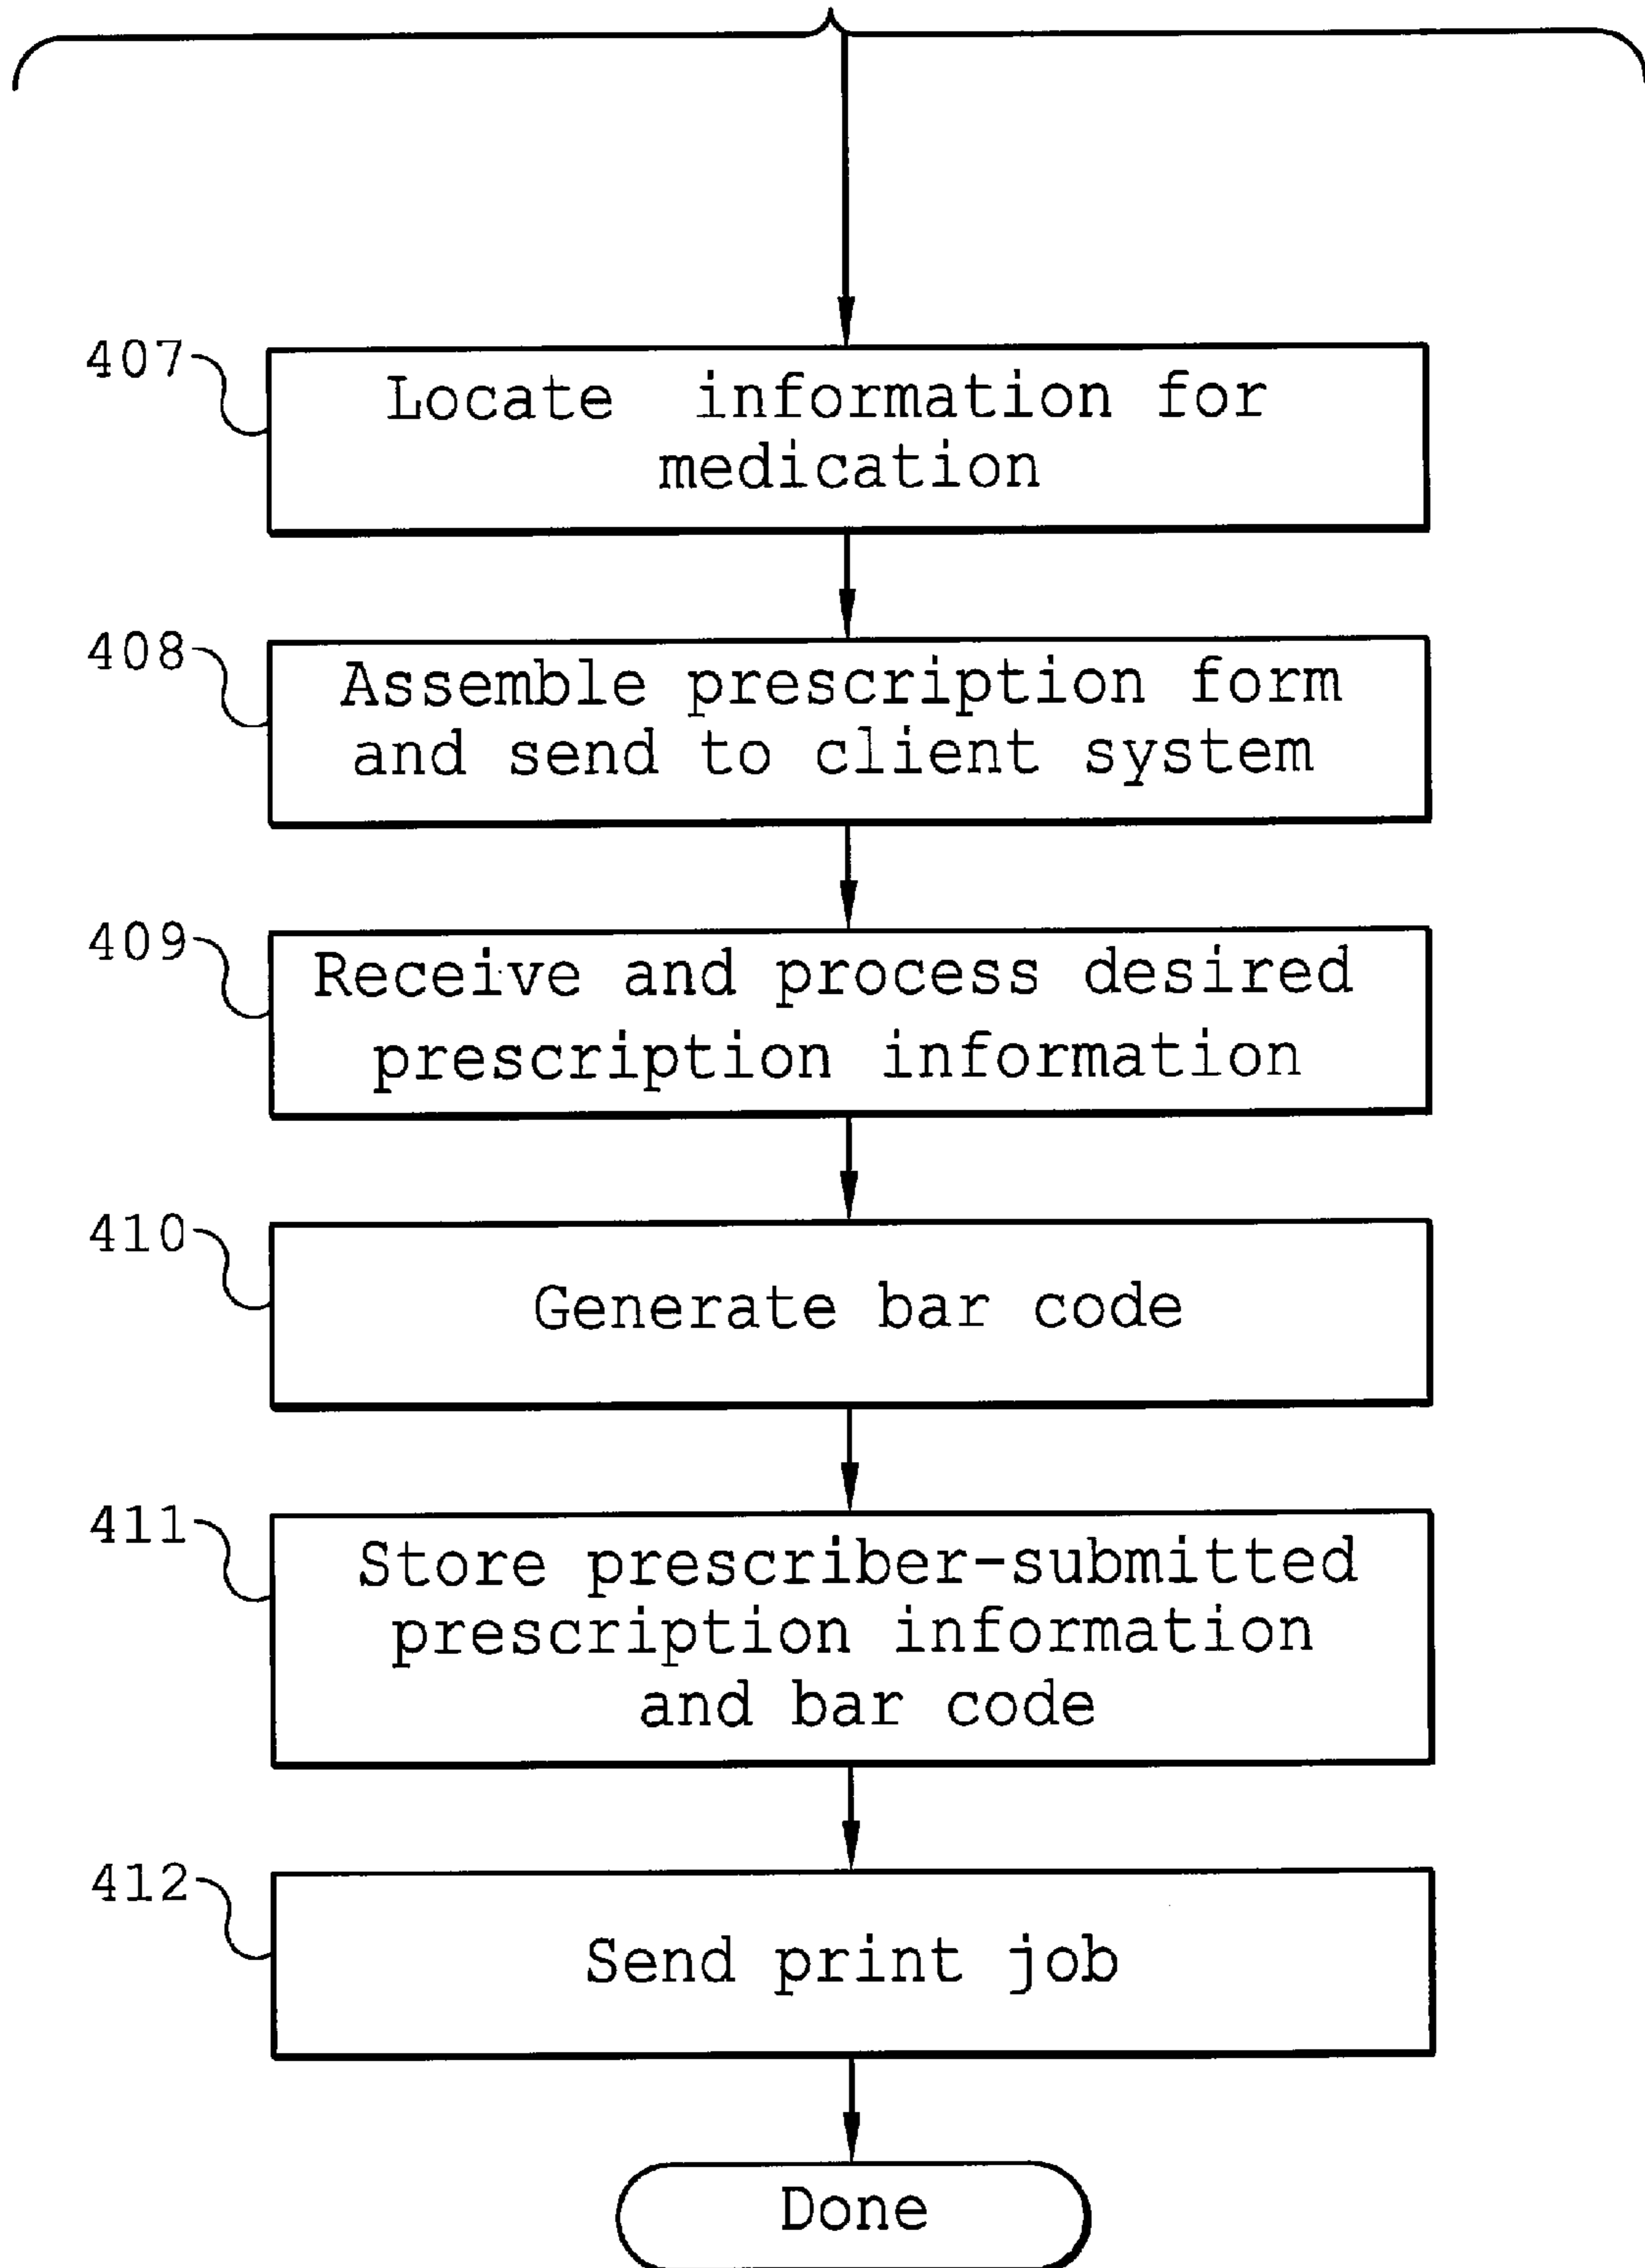 407
Locate information for
medication
408
Assemble prescription form
and send to client system
409
Receive and process desired
prescription information
410
Generate bar code
411
Store prescriber-submitted
prescription information
and bar code
412
Send print job
Done